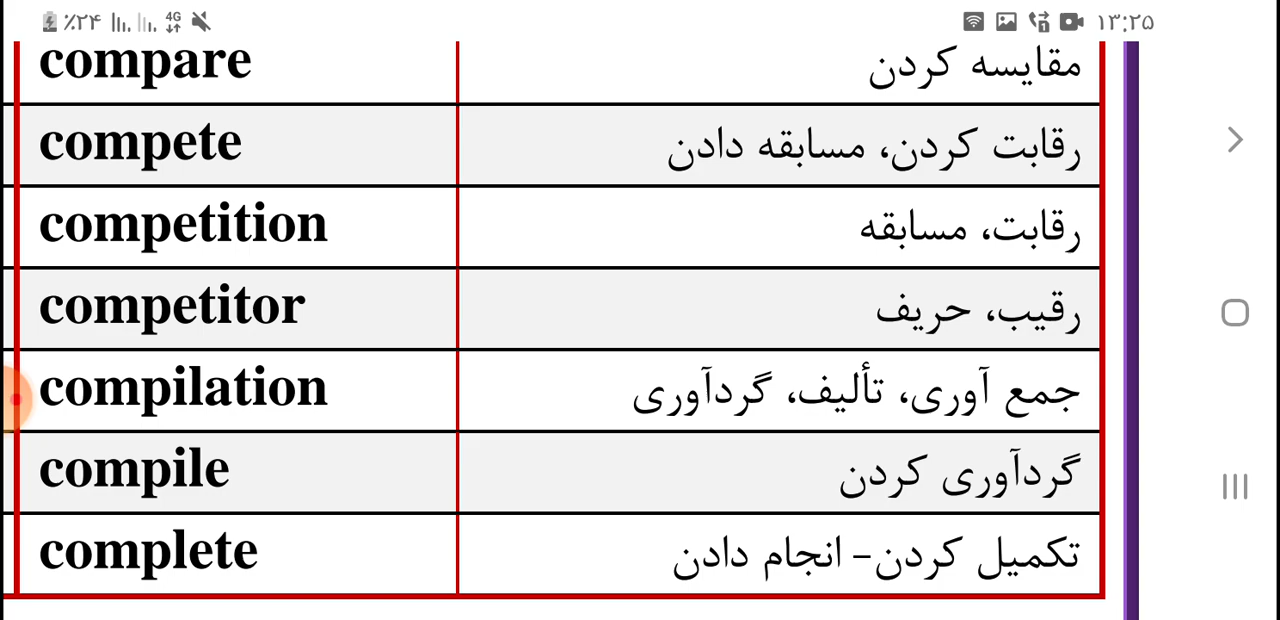 ٪۲۴ 4G ۱۳:۲۵
compare مقایسه کردن
compete رقابت کردن، مسابقه دادن
competition رقابت، مسابقه
competitor رقیب، حریف
compilation جمع آوری، تألیف، گردآوری
compile گردآوری کردن
complete تکمیل کردن- انجام دادن